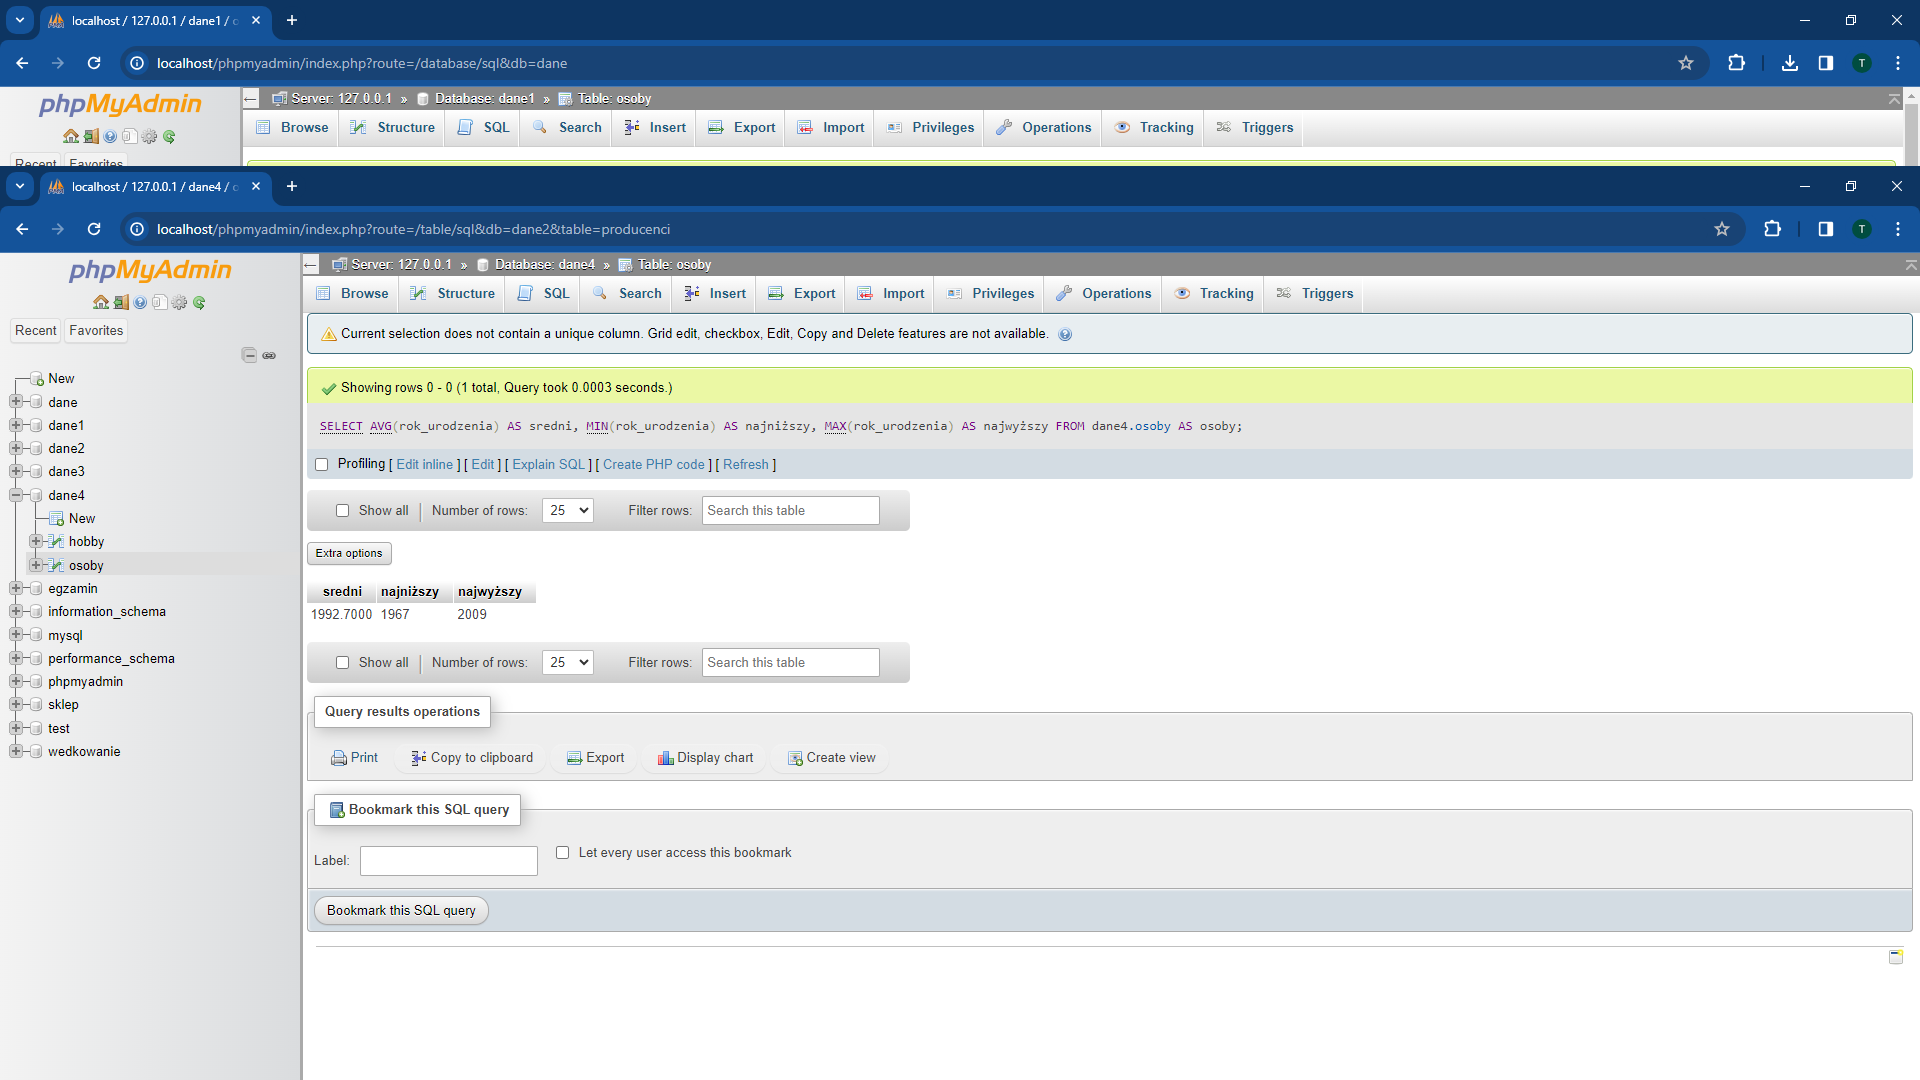 localhost / 127.0.0.1 / dane1 / o
localhost/phpmyadmin/index.php?route=/database/sql&db=dane
T
phpMyAdmin
Recent Favorites
Server: 127.0.0.1 » Database: dane1 » Table: osoby
Browse Structure SQL Search Insert Export Import Privileges Operations Tracking Triggers
localhost / 127.0.0.1 / dane4 / o
localhost/phpmyadmin/index.php?route=/table/sql&db=dane2&table=producenci
T
phpMyAdmin
Recent Favorites
New
dane
dane1
dane2
dane3
dane4
New
hobby
osoby
egzamin
information_schema
mysql
performance_schema
phpmyadmin
sklep
test
wedkowanie
Server: 127.0.0.1 » Database: dane4 » Table: osoby
Browse Structure SQL Search Insert Export Import Privileges Operations Tracking Triggers
Current selection does not contain a unique column. Grid edit, checkbox, Edit, Copy and Delete features are not available.
Showing rows 0 - 0 (1 total, Query took 0.0003 seconds.)
SELECT AVG(rok_urodzenia) AS sredni, MIN(rok_urodzenia) AS najniższy, MAX(rok_urodzenia) AS najwyższy FROM dane4.osoby AS osoby;
Profiling [ Edit inline ] [ Edit ] [ Explain SQL ] [ Create PHP code ] [ Refresh ]
Show all Number of rows: 25 Filter rows: Search this table
Extra options
sredni najniższy najwyższy
1992.7000 1967 2009
Show all Number of rows: 25 Filter rows: Search this table
Query results operations
Print Copy to clipboard Export Display chart Create view
Bookmark this SQL query
Label: Let every user access this bookmark
Bookmark this SQL query